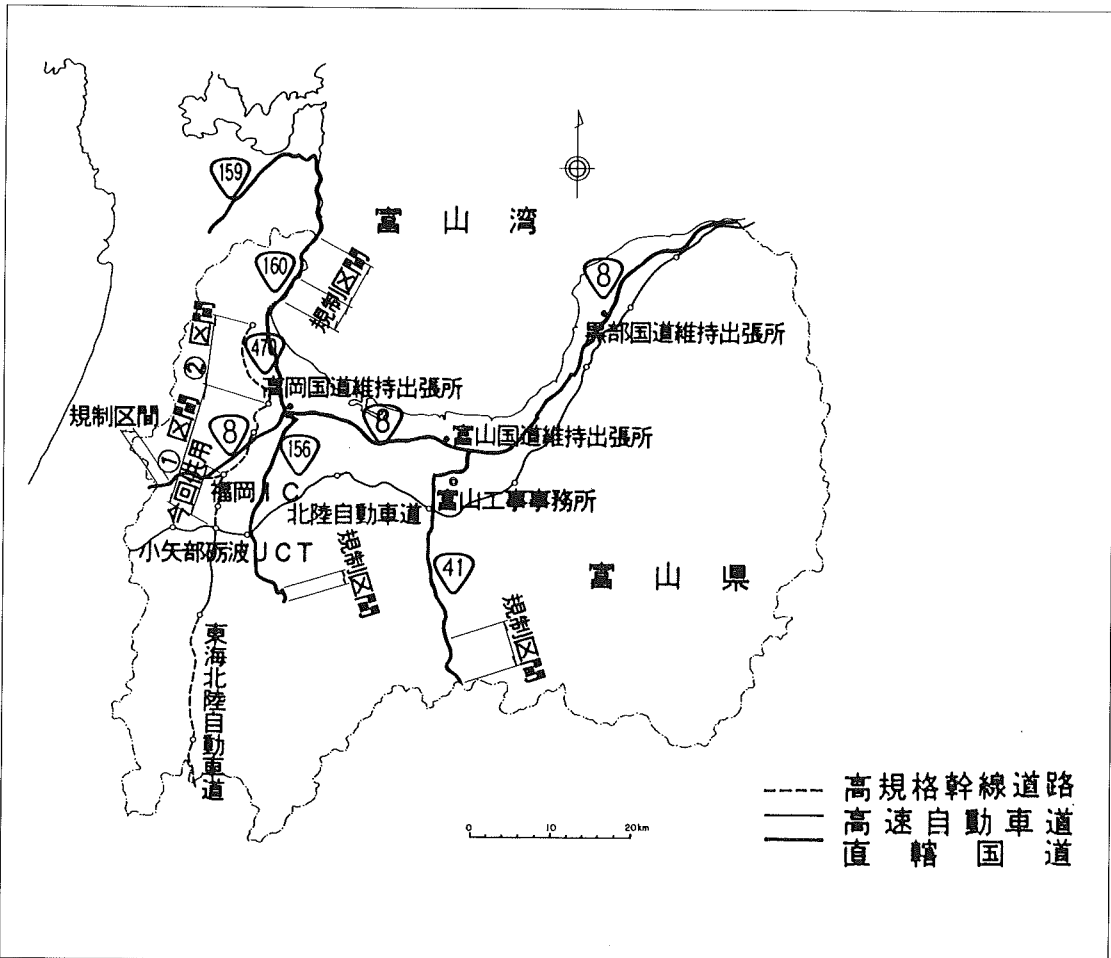 159
富山湾
160
規制区間
8
黒部国道維持出張所
② 区間
470
高岡国道維持出張所
規制区間
① 区間
8
8
富山国道維持出張所
156
今回供用
福岡IC
富山工事事務所
北陸自動車道
小矢部砺波JCT
規制区間
41
富山県
規制区間
東海北陸自動車道
高規格幹線道路
高速自動車道
直轄国道
0 10 20km